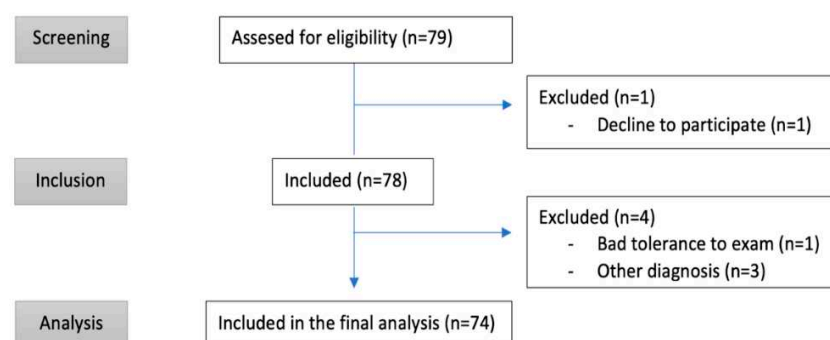 Screening
Assesed for eligibility (n=79)
Excluded (n=1)
- Decline to participate (n=1)
Inclusion
Included (n=78)
Excluded (n=4)
- Bad tolerance to exam (n=1)
- Other diagnosis (n=3)
Analysis
Included in the final analysis (n=74)